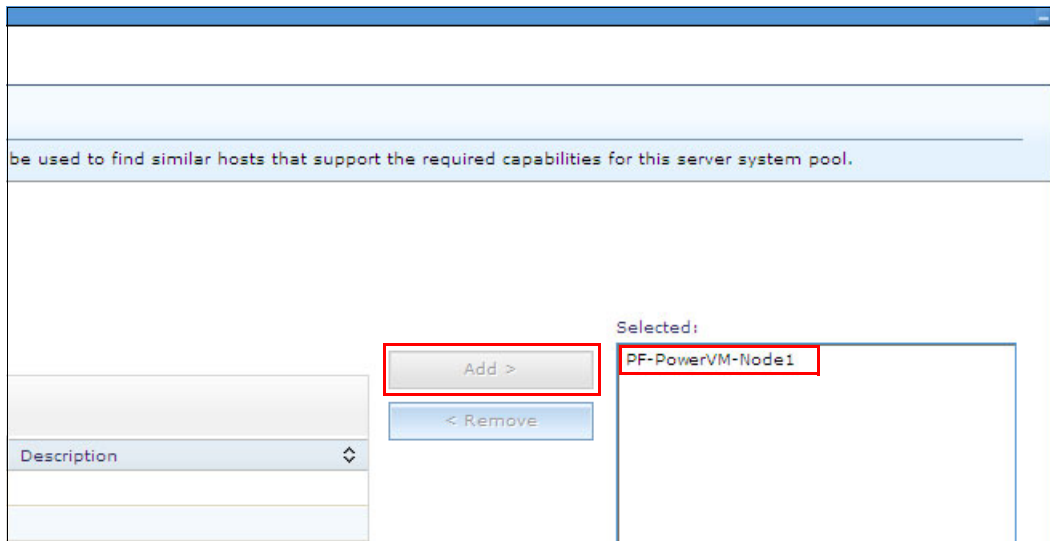 be used to find similar hosts that support the required capabilities for this server system pool.
Selected:
PF-PowerVM-Node1
Add >
< Remove
Description